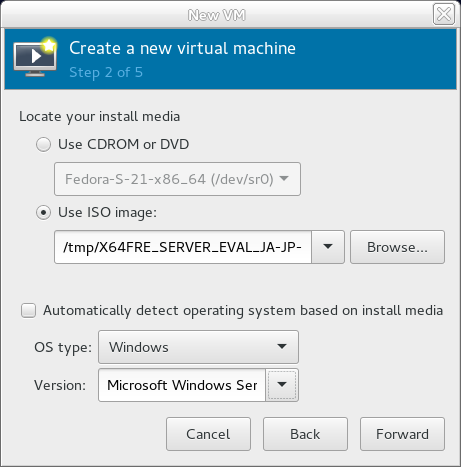 New VM
Create a new virtual machine
Step 2 of 5
Locate your install media
Use CDROM or DVD
Fedora-S-21-x86_64 (/dev/sr0)
Use ISO image:
/tmp/X64FRE_SERVER_EVAL_JA-JP-
Browse...
Automatically detect operating system based on install media
OS type: Windows
Version: Microsoft Windows Ser
Cancel Back Forward